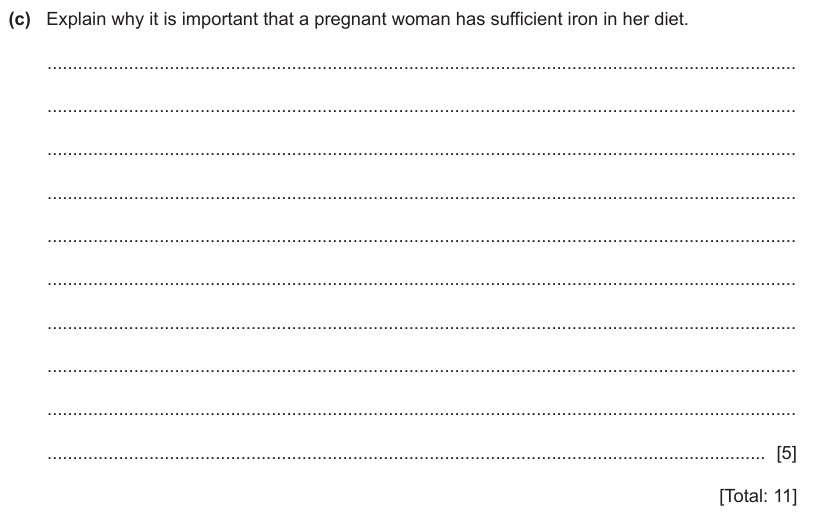 (c) Explain why it is important that a pregnant woman has sufficient iron in her diet.
[5]
[Total: 11]